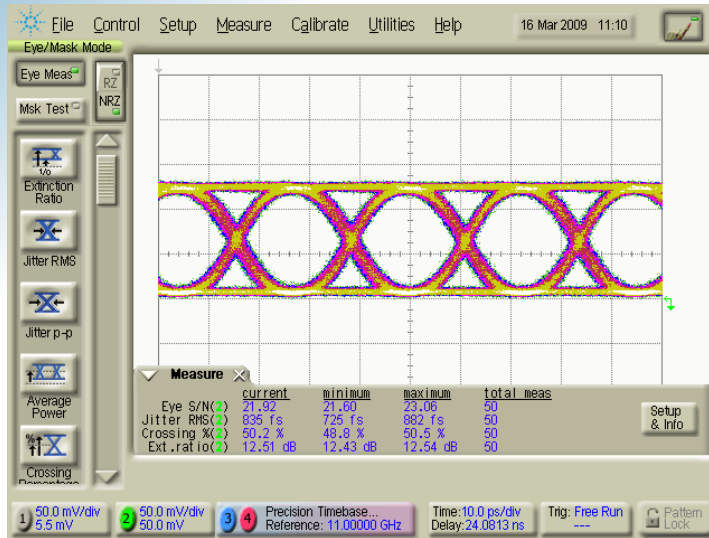 File Control Setup Measure Calibrate Utilities Help 16 Mar 2009 11:10
Eye/Mask Mode
Eye Meas
RZ
NRZ
Msk Test
1/0
Extinction
Ratio
Jitter RMS
Jitter p-p
Average
Power
%
Crossing
Percentage
Measure
current minimum maximum total meas
Eye S/N(2) 21.92 21.60 23.06 50
Jitter RMS(2) 835 fs 725 fs 882 fs 50
Crossing %(2) 50.2 % 48.8 % 50.5 % 50
Ext.ratio(2) 12.51 dB 12.43 dB 12.54 dB 50
Setup
& Info
1 50.0 mV/div
5.5 mV
2 50.0 mV/div
50.0 mV
3 4 Precision Timebase...
Reference: 11.00000 GHz
Time:10.0 ps/div
Delay:24.0813 ns
Trig: Free Run
---
Pattern
Lock